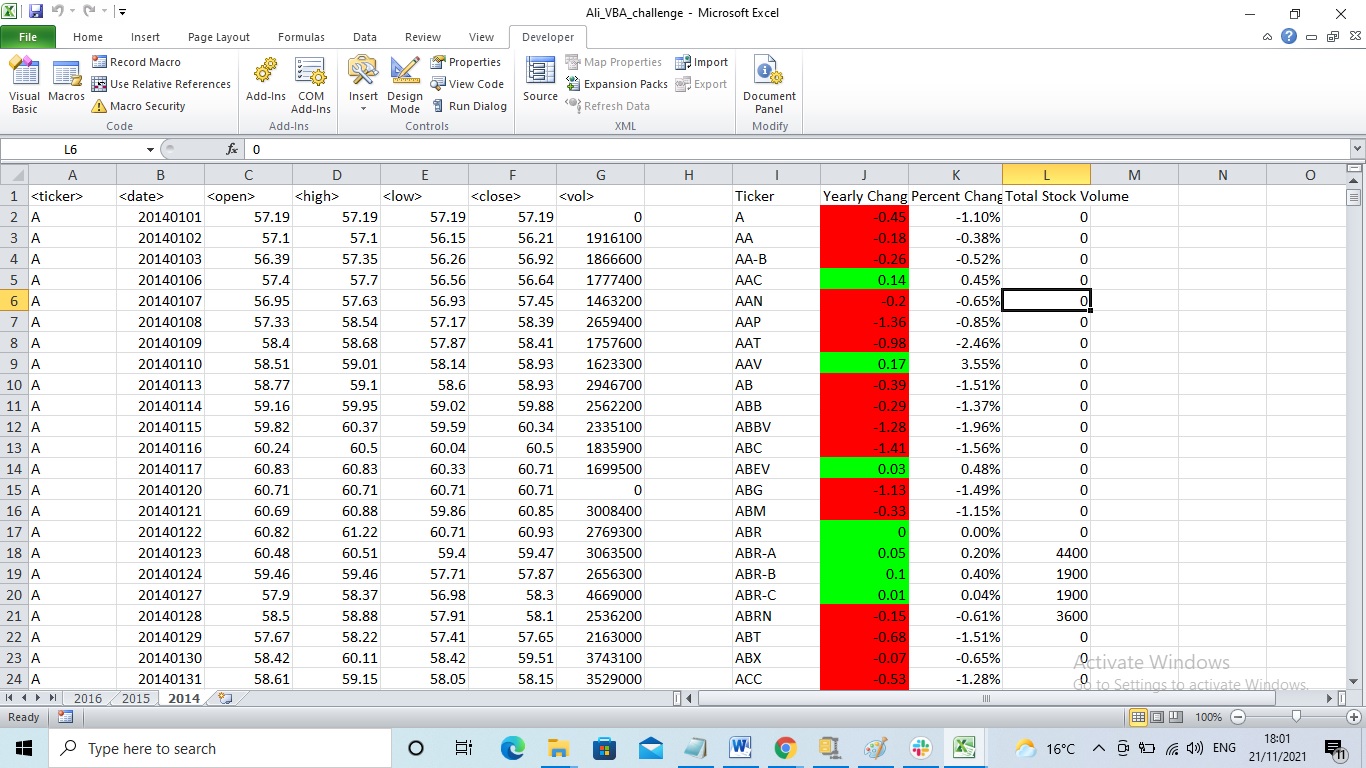 Ali_VBA_challenge - Microsoft Excel
File Home Insert Page Layout Formulas Data Review View Developer
Visual Basic
Macros
Record Macro
Use Relative References
Macro Security
Code
Add-Ins
COM Add-Ins
Add-Ins
Insert
Design Mode
Properties
View Code
Run Dialog
Controls
Source
Map Properties
Expansion Packs
Refresh Data
Import
Export
XML
Document Panel
Modify
L6 fx 0
A B C D E F G H I J K L M N O
1 <ticker> <date> <open> <high> <low> <close> <vol> Ticker Yearly Chang Percent Chang Total Stock Volume
2 A 20140101 57.19 57.19 57.19 57.19 0 A -0.45 -1.10% 0
3 A 20140102 57.1 57.1 56.15 56.21 1916100 AA -0.18 -0.38% 0
4 A 20140103 56.39 57.35 56.26 56.92 1866600 AA-B -0.26 -0.52% 0
5 A 20140106 57.4 57.7 56.56 56.64 1777400 AAC 0.14 0.45% 0
6 A 20140107 56.95 57.63 56.93 57.45 1463200 AAN -0.2 -0.65% 0
7 A 20140108 57.33 58.54 57.17 58.39 2659400 AAP -1.36 -0.85% 0
8 A 20140109 58.4 58.68 57.87 58.41 1757600 AAT -0.98 -2.46% 0
9 A 20140110 58.51 59.01 58.14 58.93 1623300 AAV 0.17 3.55% 0
10 A 20140113 58.77 59.1 58.6 58.93 2946700 AB -0.39 -1.51% 0
11 A 20140114 59.16 59.95 59.02 59.88 2562200 ABB -0.29 -1.37% 0
12 A 20140115 59.82 60.37 59.59 60.34 2335100 ABBV -1.28 -1.96% 0
13 A 20140116 60.24 60.5 60.04 60.5 1835900 ABC -1.41 -1.56% 0
14 A 20140117 60.83 60.83 60.33 60.71 1699500 ABEV 0.03 0.48% 0
15 A 20140120 60.71 60.71 60.71 60.71 0 ABG -1.13 -1.49% 0
16 A 20140121 60.69 60.88 59.86 60.85 3008400 ABM -0.33 -1.15% 0
17 A 20140122 60.82 61.22 60.71 60.93 2769300 ABR 0 0.00% 0
18 A 20140123 60.48 60.51 59.4 59.47 3063500 ABR-A 0.05 0.20% 4400
19 A 20140124 59.46 59.46 57.71 57.87 2656300 ABR-B 0.1 0.40% 1900
20 A 20140127 57.9 58.37 56.98 58.3 4669000 ABR-C 0.01 0.04% 1900
21 A 20140128 58.5 58.88 57.91 58.1 2536200 ABRN -0.15 -0.61% 3600
22 A 20140129 57.67 58.22 57.41 57.65 2163000 ABT -0.68 -1.51% 0
23 A 20140130 58.42 60.11 58.42 59.51 3743100 ABX -0.07 -0.65% 0
24 A 20140131 58.61 59.15 58.05 58.15 3529000 ACC -0.53 -1.28% 0
Activate Windows
Go to Settings to activate Windows.
2016 2015 2014
Ready 100%
Type here to search
16°C ENG
18:01
21/11/2021
11